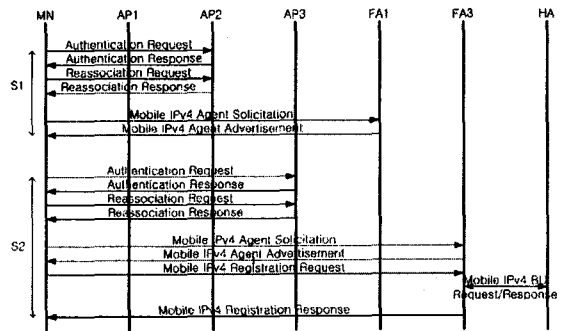 MN AP1 AP2 AP3 FA1 FA3 HA
Authentication Request
Authentication Response
Reassociation Request
S1
Reassociation Response
Mobile IPv4 Agent Solicitation
Mobile IPv4 Agent Advertisement
Authentication Request
Authentication Response
Reassociation Request
Reassociation Response
S2
Mobile IPv4 Agent Solicitation
Mobile IPv4 Agent Advertisement
Mobile IPv4 Registration Request
Mobile IPv4 BU
Request/Response
Mobile IPv4 Registration Response